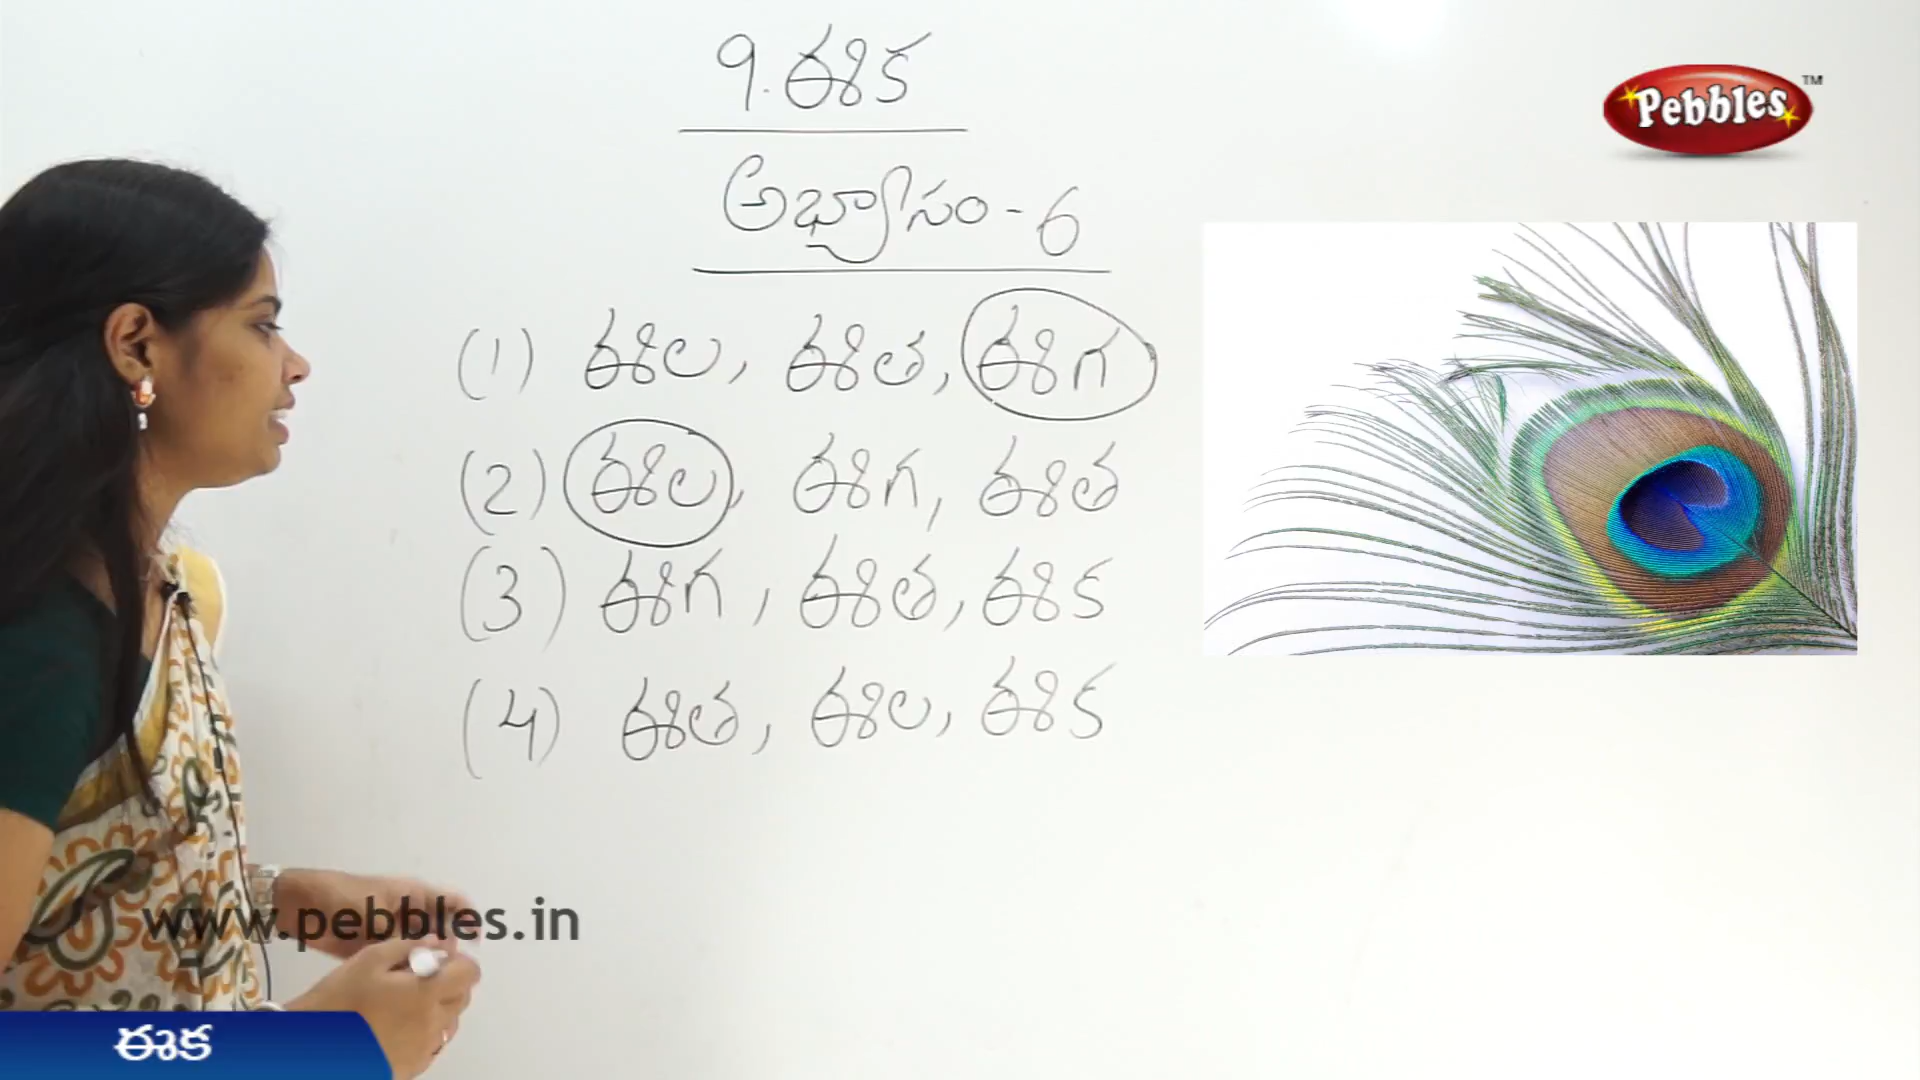 9. ఈక
Pebbles TM
అభ్యాసం - 6
(1) ఈల, ఈత, ఈగ
(2) ఈల, ఈగ, ఈత
(3) ఈగ, ఈత, ఈక
(4) ఈత, ఈల, ఈక
www.pebbles.in
ఈక